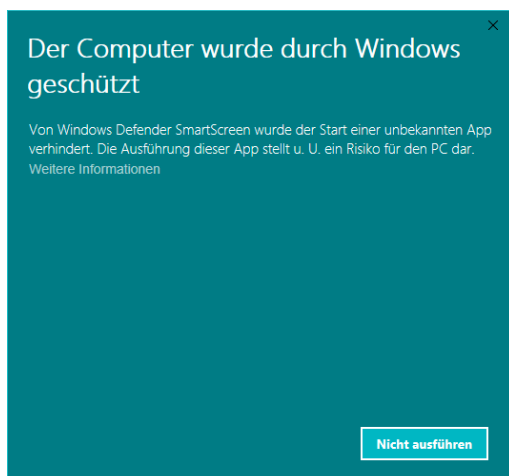 Der Computer wurde durch Windows
geschützt
Von Windows Defender SmartScreen wurde der Start einer unbekannten App
verhindert. Die Ausführung dieser App stellt u. U. ein Risiko für den PC dar.
Weitere Informationen
Nicht ausführen